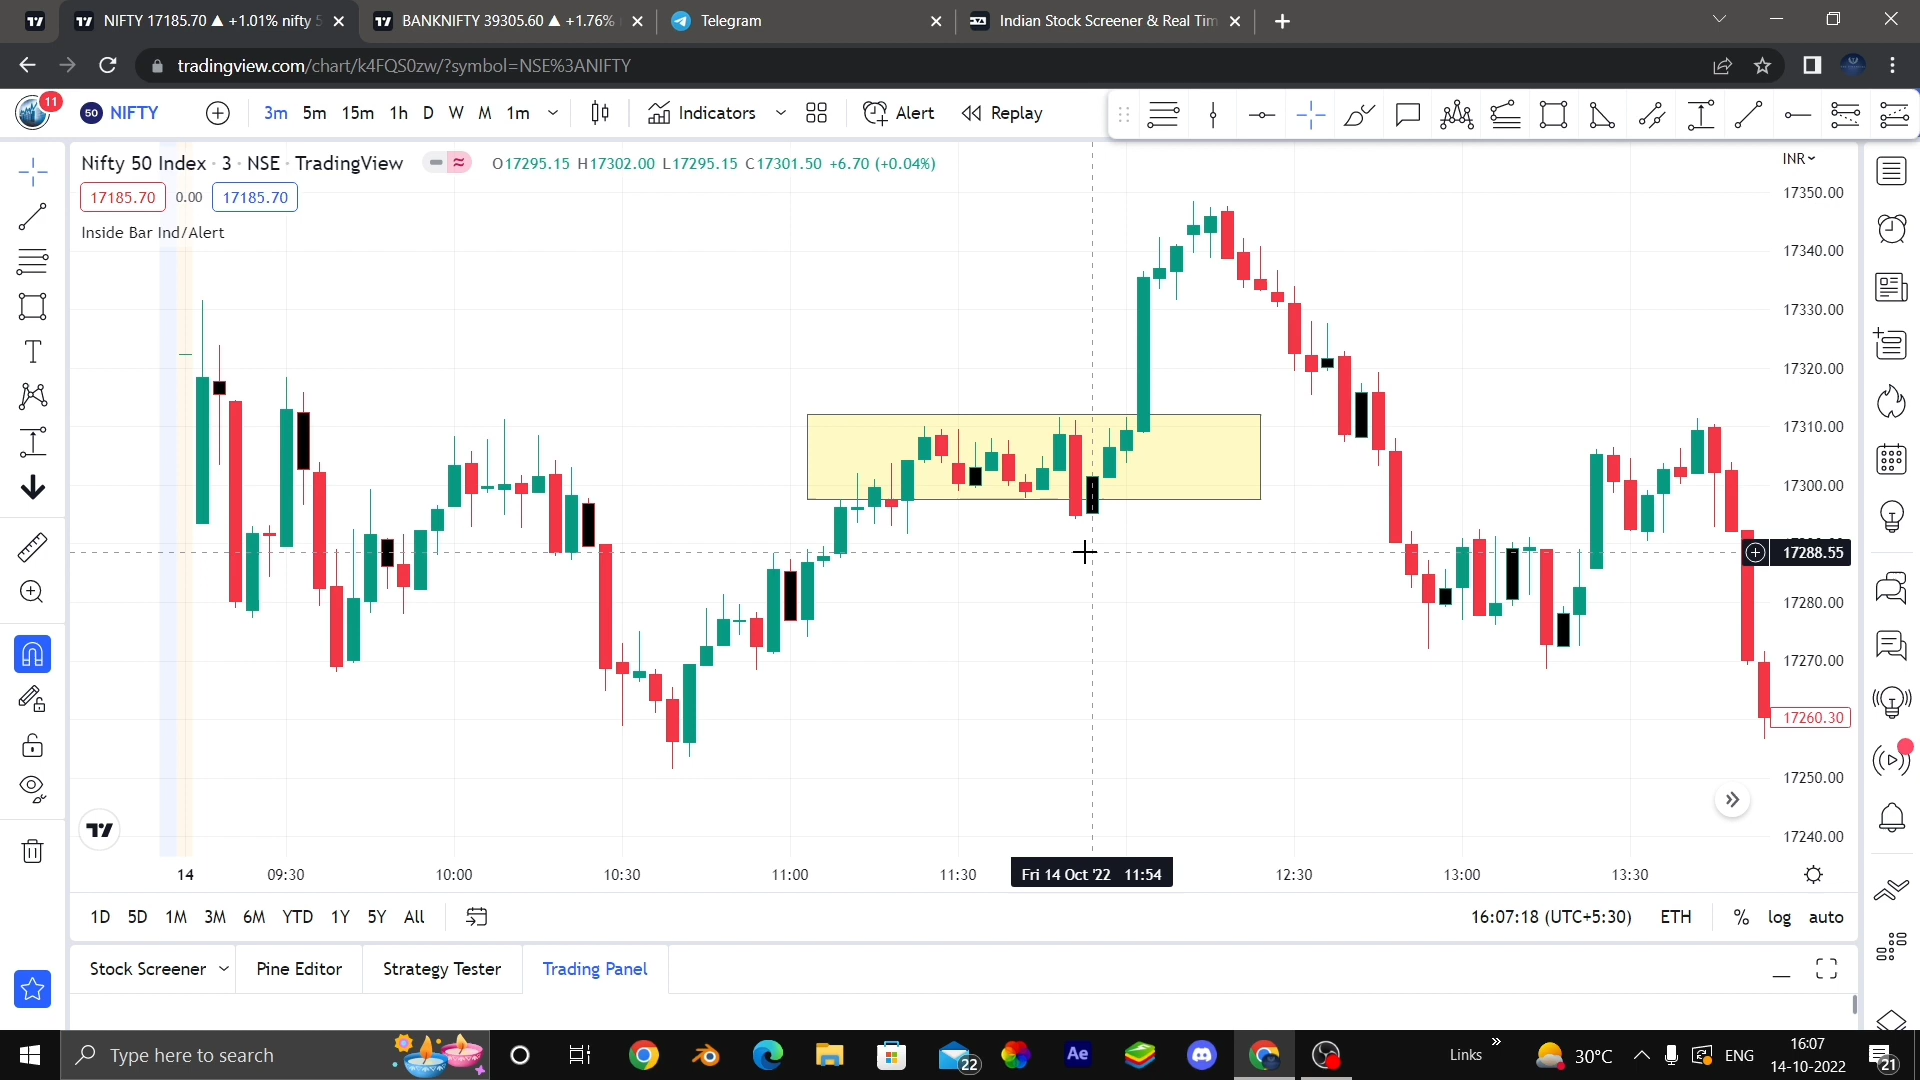 NIFTY 17185.70 ▲ +1.01% nifty 5
BANKNIFTY 39305.60 ▲ +1.76%
Telegram
Indian Stock Screener & Real Tim
tradingview.com/chart/k4FQS0zw/?symbol=NSE%3ANIFTY
11
50 NIFTY 3m 5m 15m 1h D W M 1m Indicators Alert Replay
Nifty 50 Index · 3 · NSE · TradingView O17295.15 H17302.00 L17295.15 C17301.50 +6.70 (+0.04%)
INR
17185.70 0.00 17185.70
Inside Bar Ind/Alert
17350.00
17340.00
17330.00
17320.00
17310.00
17300.00
17288.55
17280.00
17270.00
17260.30
17250.00
17240.00
14 09:30 10:00 10:30 11:00 11:30 Fri 14 Oct '22 11:54 12:30 13:00 13:30
1D 5D 1M 3M 6M YTD 1Y 5Y All 16:07:18 (UTC+5:30) ETH % log auto
Stock Screener Pine Editor Strategy Tester Trading Panel
Type here to search
22
Ae
Links
30°C
ENG
16:07
14-10-2022
21